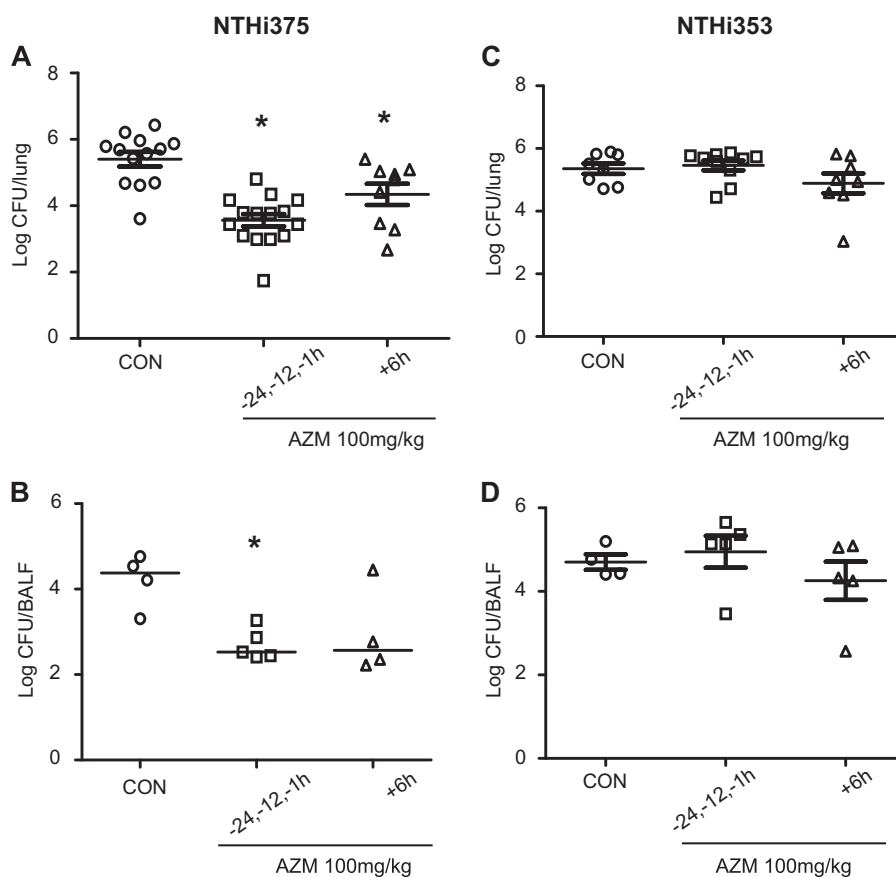 NTHi375
NTHi353
A
8
6
4
2
0
Log CFU/lung
*
*
CON
-24,-12,-1h
+6h
AZM 100mg/kg
C
8
6
4
2
0
Log CFU/lung
CON
-24,-12,-1h
+6h
AZM 100mg/kg
B
6
4
2
0
Log CFU/BALF
*
CON
-24,-12,-1h
+6h
AZM 100mg/kg
D
6
4
2
0
Log CFU/BALF
CON
-24,-12,-1h
+6h
AZM 100mg/kg